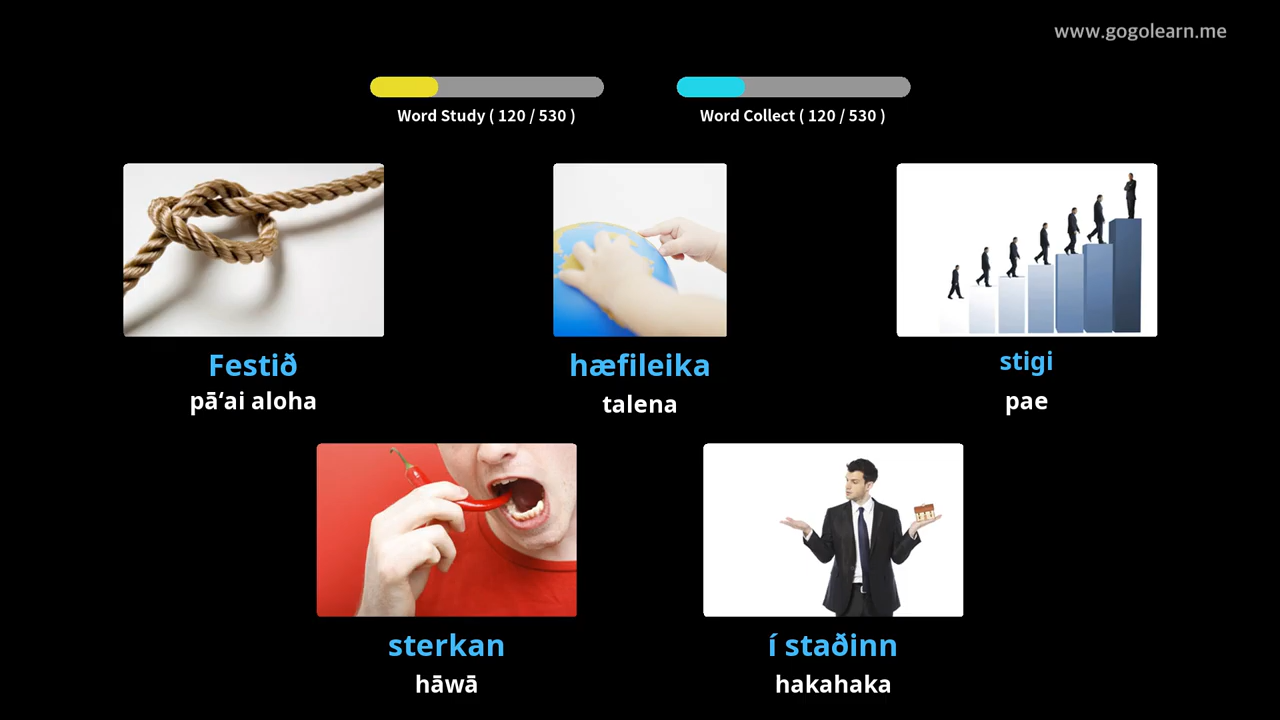 www.gogolearn.me
Word Study ( 120 / 530 )
Word Collect ( 120 / 530 )
Festið
hæfileika
stigi
pāʻai aloha
talena
pae
sterkan
í staðinn
hāwā
hakahaka